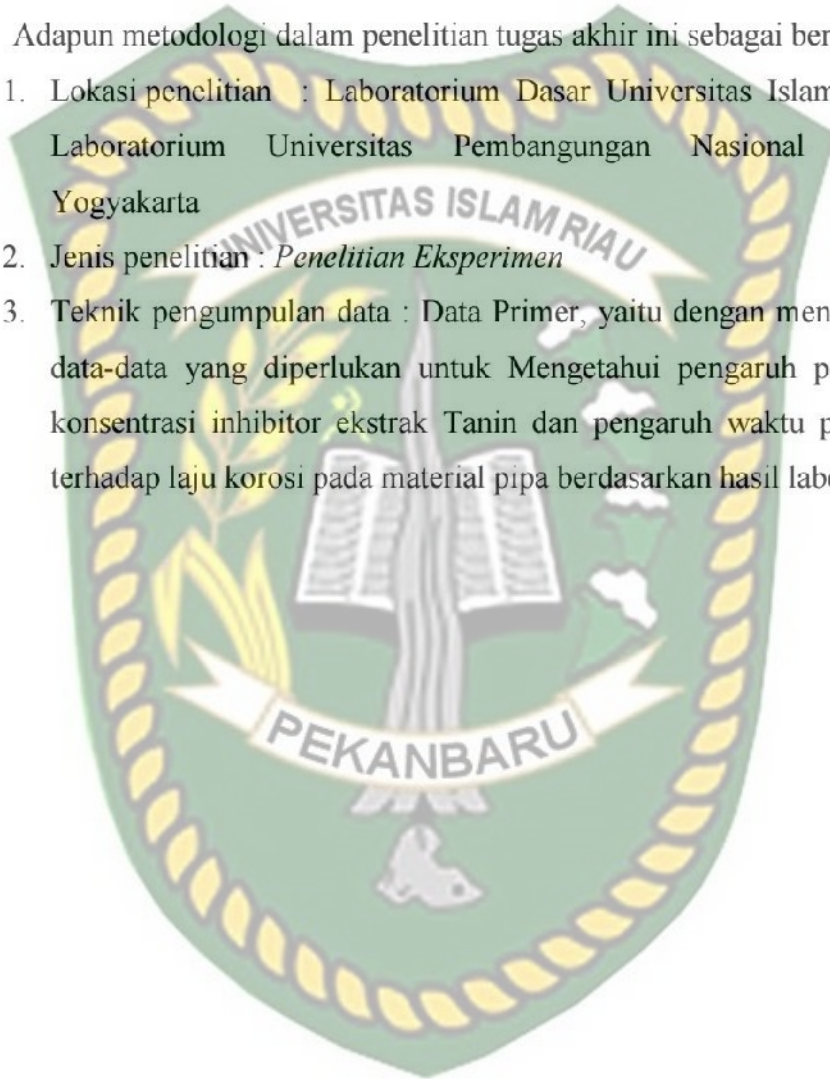 Adapun metodologi dalam penelitian tugas akhir ini sebagai
1. Lokasi penelitian : Laboratorium Dasar Universitas Islam
Laboratorium Universitas Pembangungan Nasional
Yogyakarta
UNIVERSITAS ISLAM RIAU
2. Jenis penelitian : Penelitian Eksperimen
3. Teknik pengumpulan data : Data Primer, yaitu dengan
data-data yang diperlukan untuk Mengetahui pengaruh
konsentrasi inhibitor ekstrak Tanin dan pengaruh waktu
terhadap laju korosi pada material pipa berdasarkan hasil
PEKANBARU